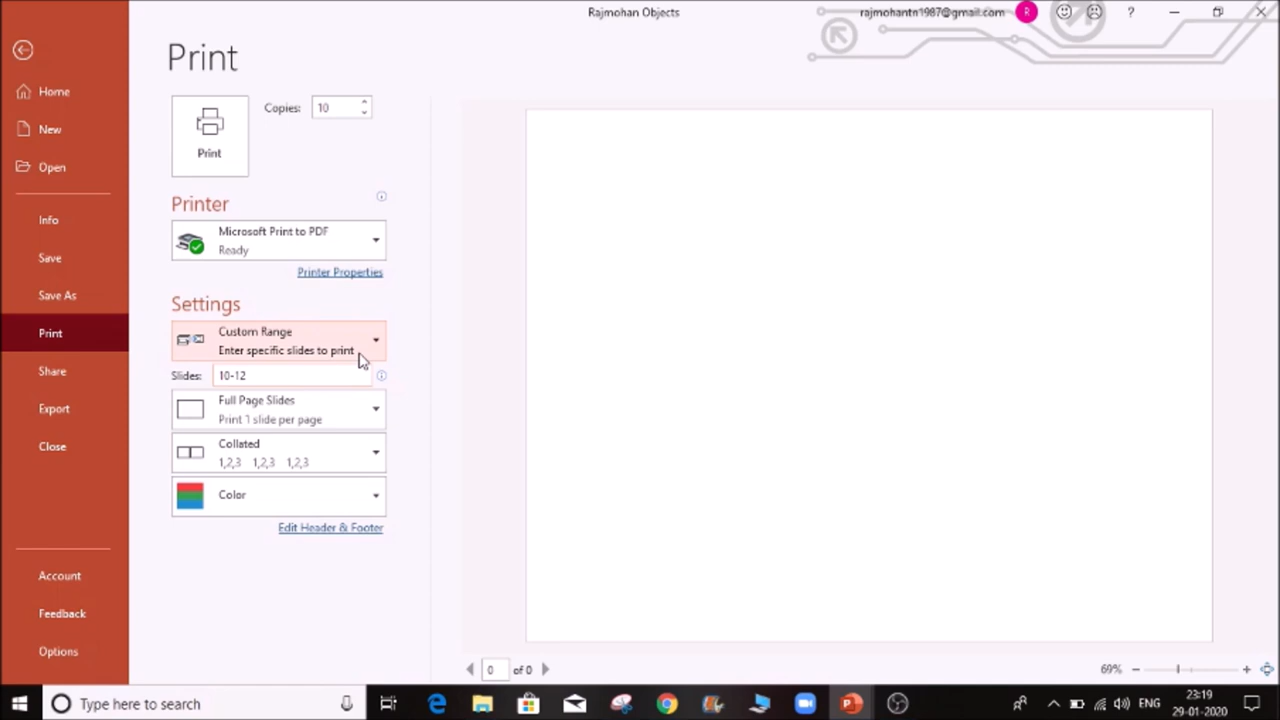 Rajmohan Objects
rajmohantn1987@gmail.com
R
?
Print
Home
New
Open
Info
Save
Save As
Print
Share
Export
Close
Account
Feedback
Options
Print
Copies: 10
Printer
Microsoft Print to PDF
Ready
Printer Properties
Settings
Custom Range
Enter specific slides to print
Slides: 10-12
Full Page Slides
Print 1 slide per page
Collated
1,2,3 1,2,3 1,2,3
Color
Edit Header & Footer
0 of 0
69%
Type here to search
ENG
23:19
29-01-2020